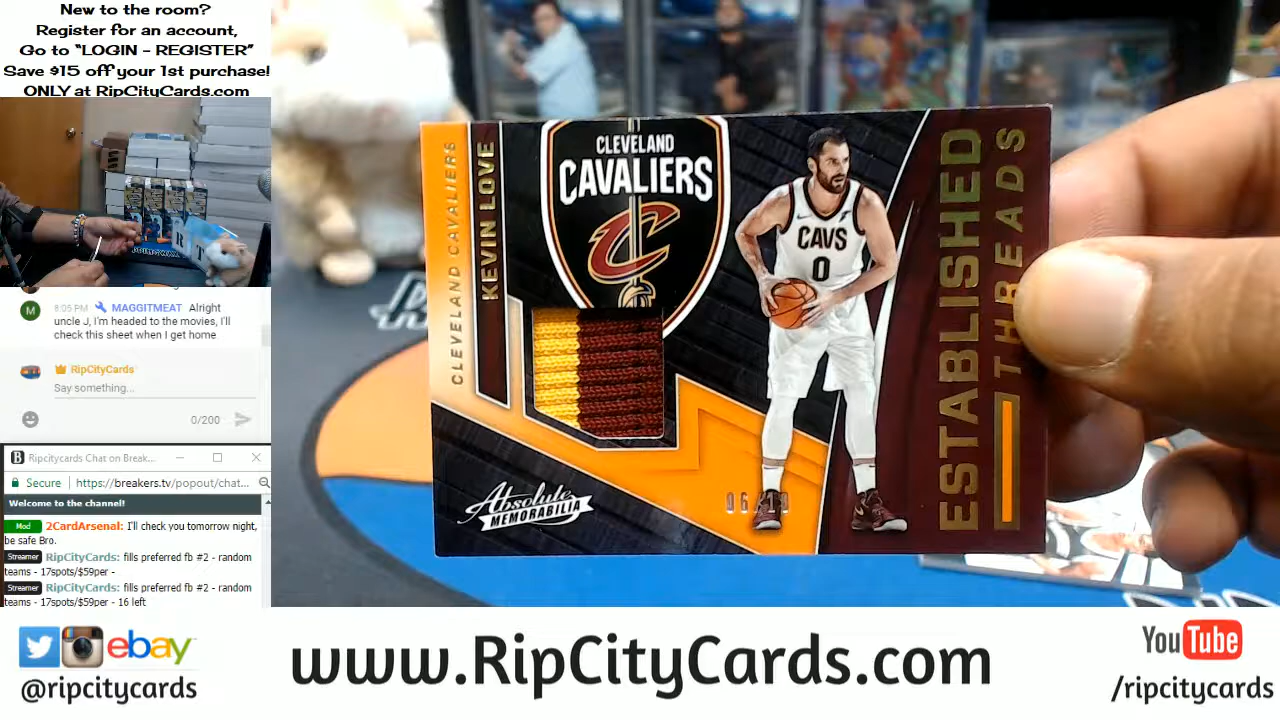 New to the room?
Register for an account,
Go to “LOGIN - REGISTER”
Save $15 off your 1st purchase!
ONLY at RipCityCards.com
M
8:05 PM MAGGITMEAT Alright
uncle J, I'm headed to the movies, I'll
check this sheet when I get home
RipCityCards
Say something...
0/200
B Ripcitycards Chat on Break...
Secure https://breakers.tv/popout/chat...
Welcome to the channel!
Mod 2CardArsenal: I'll check you tomorrow night,
be safe Bro.
Streamer RipCityCards: fills preferred fb #2 - random
teams - 17spots/$59per -
Streamer RipCityCards: fills preferred fb #2 - random
teams - 17spots/$59per - 16 left
CLEVELAND CAVALIERS
KEVIN LOVE
CLEVELAND
CAVALIERS
C
CAVS
0
ESTABLISHED
THREADS
Absolute
MEMORABILIA
ebay
@ripcitycards
www.RipCityCards.com
YouTube
/ripcitycards